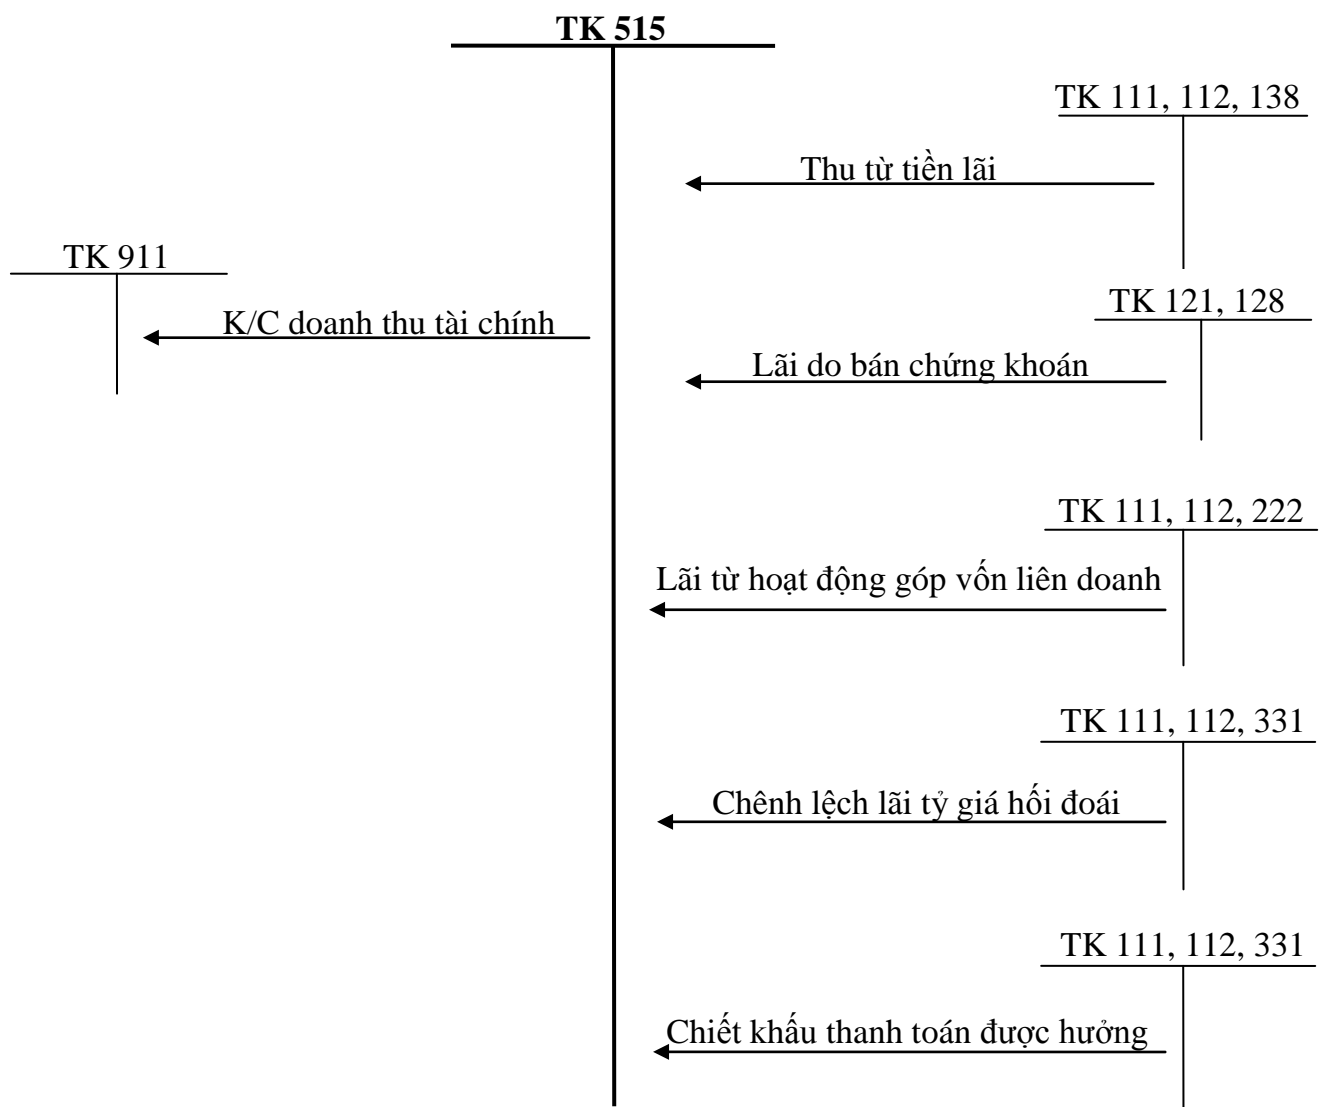 TK 515
TK 111, 112, 138
Thu từ tiền lãi
TK 911
TK 121, 128
K/C doanh thu tài chính
Lãi do bán chứng khoán
TK 111, 112, 222
Lãi từ hoạt động góp vốn liên doanh
TK 111, 112, 331
Chênh lệch lãi tỷ giá hối đoái
TK 111, 112, 331
Chiết khấu thanh toán được hưởng